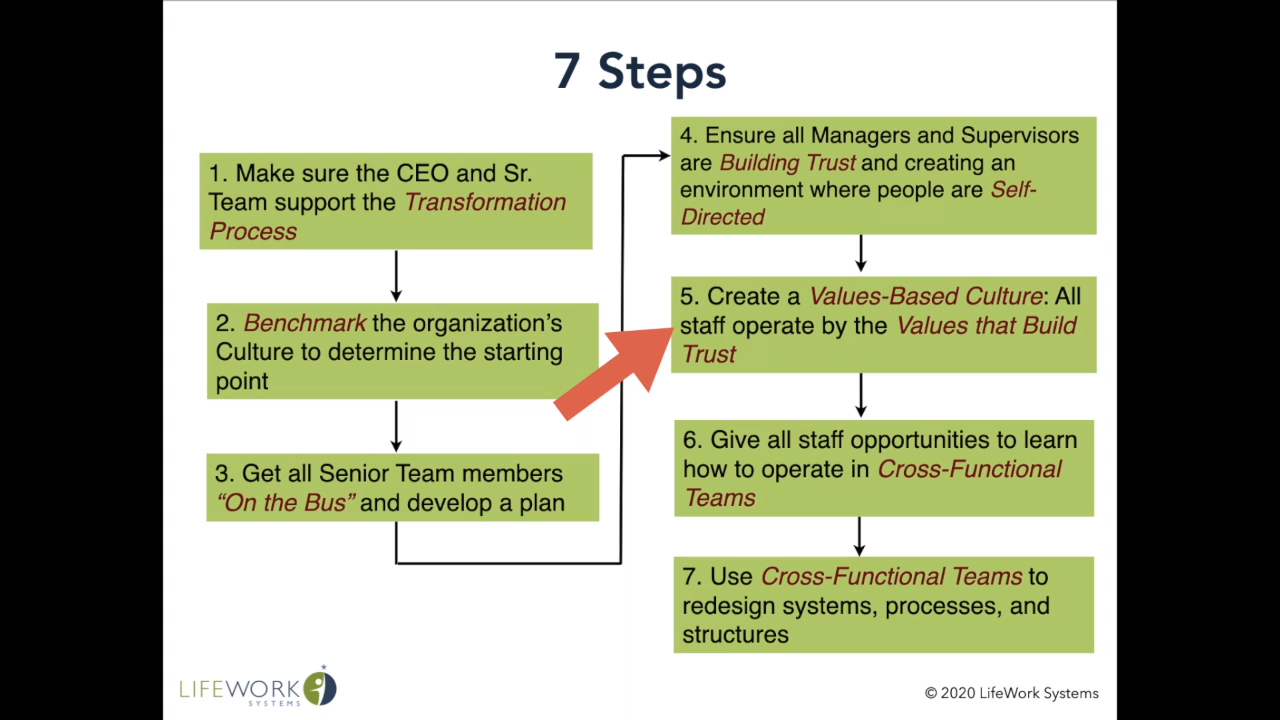 7 Steps
1. Make sure the CEO and Sr.
Team support the Transformation
Process
2. Benchmark the organization's
Culture to determine the starting
point
3. Get all Senior Team members
“On the Bus” and develop a plan
4. Ensure all Managers and Supervisors
are Building Trust and creating an
environment where people are Self-
Directed
5. Create a Values-Based Culture: All
staff operate by the Values that Build
Trust
6. Give all staff opportunities to learn
how to operate in Cross-Functional
Teams
7. Use Cross-Functional Teams to
redesign systems, processes, and
structures
LIFEWORK
SYSTEMS
© 2020 LifeWork Systems